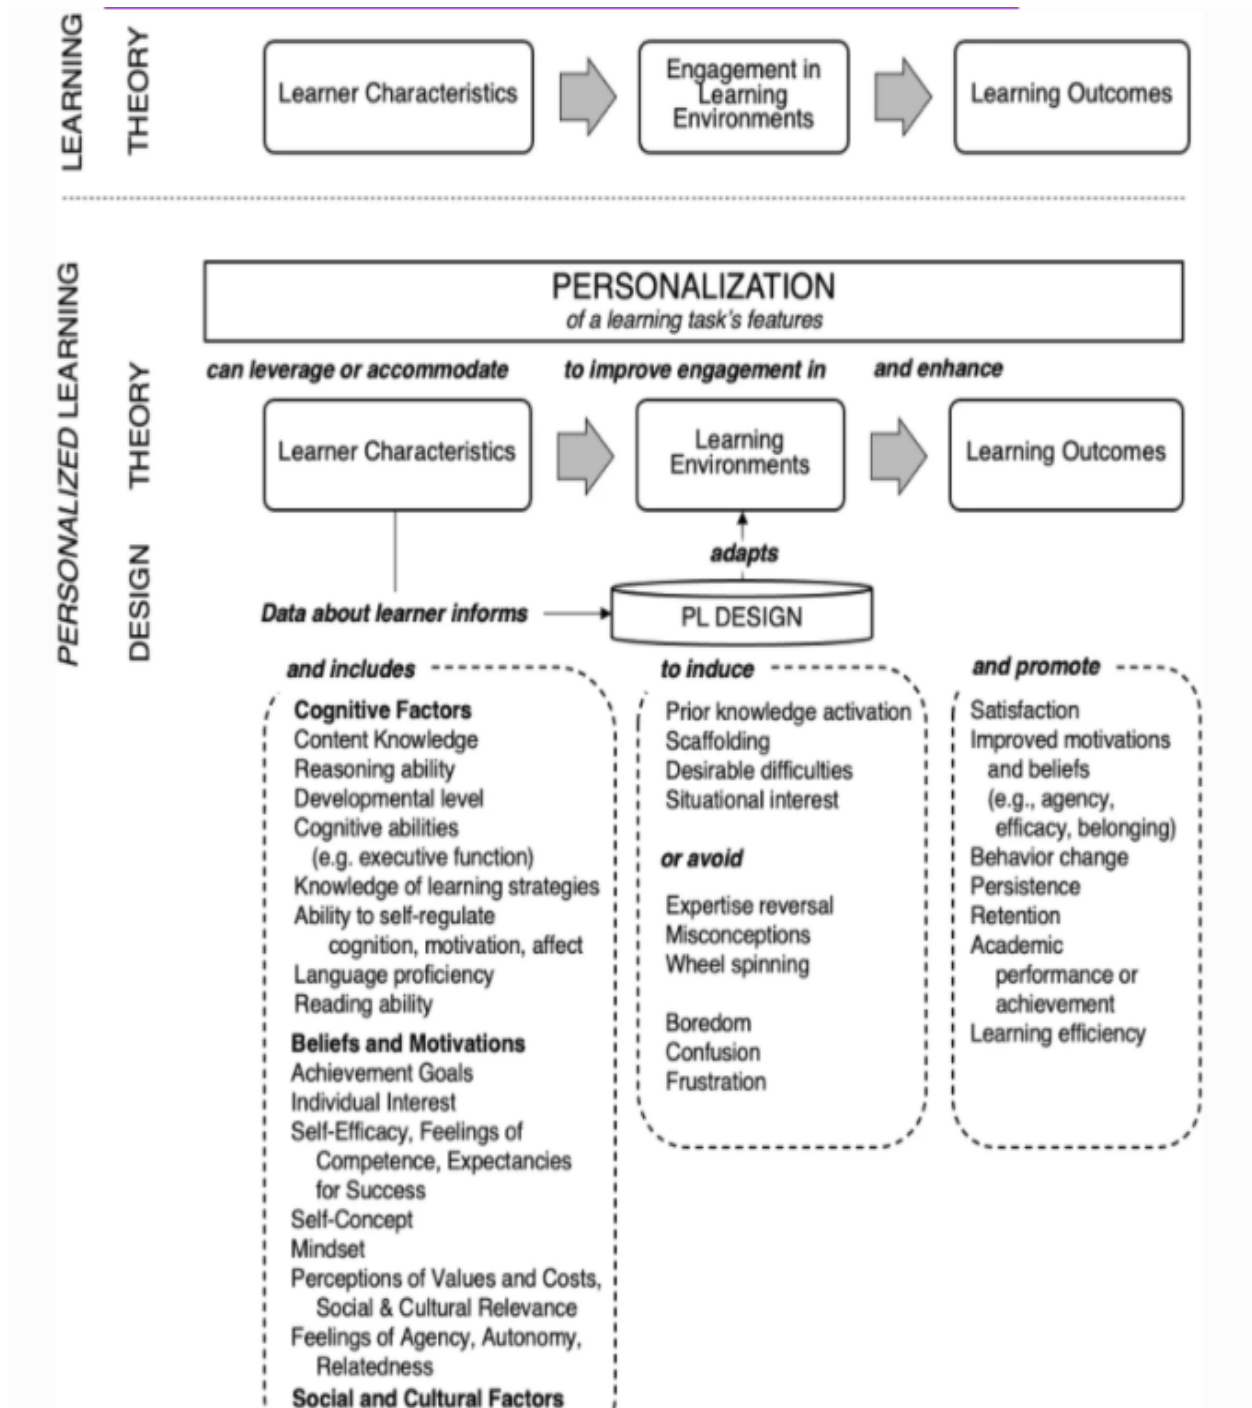 LEARNING
THEORY
Learner Characteristics
Engagement in
Learning
Environments
Learning Outcomes
PERSONALIZED LEARNING
THEORY
DESIGN
PERSONALIZATION
of a learning task's features
can leverage or accommodate
to improve engagement in
and enhance
Learner Characteristics
Learning
Environments
Learning Outcomes
adapts
Data about learner informs
PL DESIGN
and includes
Cognitive Factors
Content Knowledge
Reasoning ability
Developmental level
Cognitive abilities
(e.g. executive function)
Knowledge of learning strategies
Ability to self-regulate
cognition, motivation, affect
Language proficiency
Reading ability
Beliefs and Motivations
Achievement Goals
Individual Interest
Self-Efficacy, Feelings of
Competence, Expectancies
for Success
Self-Concept
Mindset
Perceptions of Values and Costs,
Social & Cultural Relevance
Feelings of Agency, Autonomy,
Relatedness
Social and Cultural Factors
to induce
Prior knowledge activation
Scaffolding
Desirable difficulties
Situational interest
or avoid
Expertise reversal
Misconceptions
Wheel spinning
Boredom
Confusion
Frustration
and promote
Satisfaction
Improved motivations
and beliefs
(e.g., agency,
efficacy, belonging)
Behavior change
Persistence
Retention
Academic
performance or
achievement
Learning efficiency